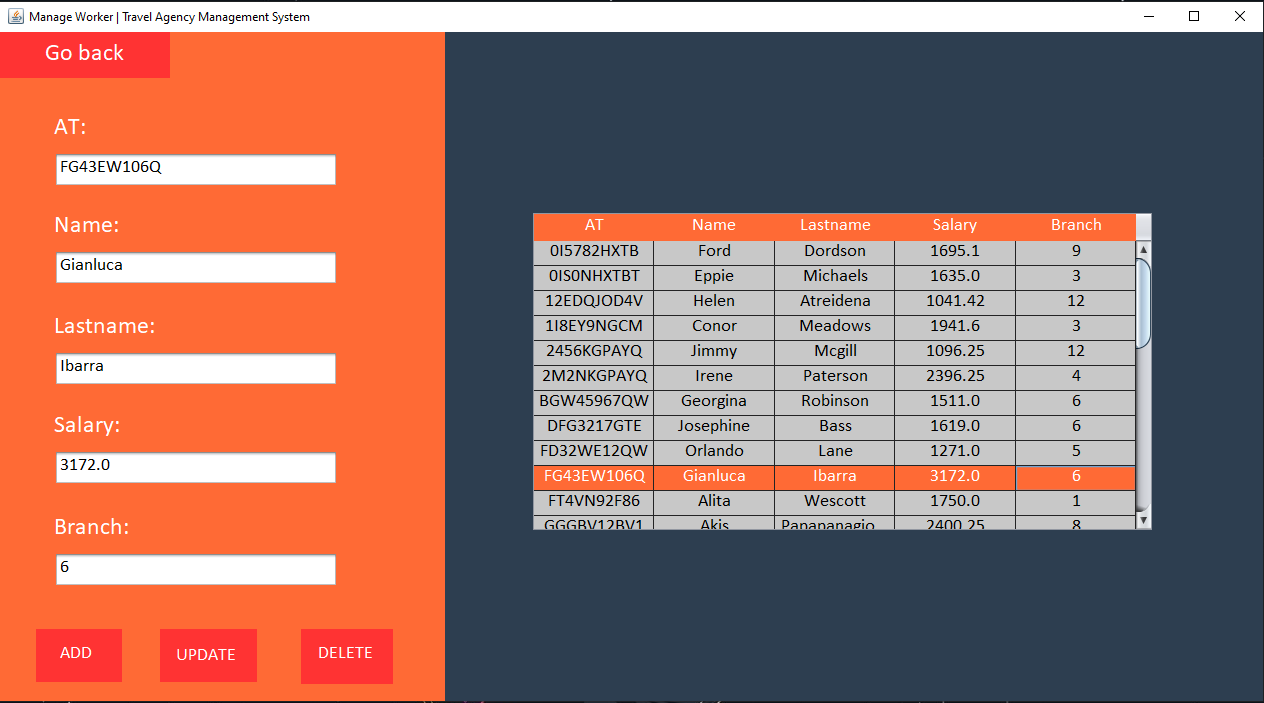 Manage Worker | Travel Agency Management System
Go back
AT:
FG43EW106Q
Name:
Gianluca
Lastname:
Ibarra
Salary:
3172.0
Branch:
6
ADD UPDATE DELETE
AT Name Lastname Salary Branch
0I5782HXTB Ford Dordson 1695.1 9
0IS0NHXTBT Eppie Michaels 1635.0 3
12EDQJOD4V Helen Atreidena 1041.42 12
1I8EY9NGCM Conor Meadows 1941.6 3
2456KGPAYQ Jimmy Mcgill 1096.25 12
2M2NKGPAYQ Irene Paterson 2396.25 4
BGW45967QW Georgina Robinson 1511.0 6
DFG3217GTE Josephine Bass 1619.0 6
FD32WE12QW Orlando Lane 1271.0 5
FG43EW106Q Gianluca Ibarra 3172.0 6
FT4VN92F86 Alita Wescott 1750.0 1
GGGBV12BV1 Akis Papapanagio... 2400.25 8